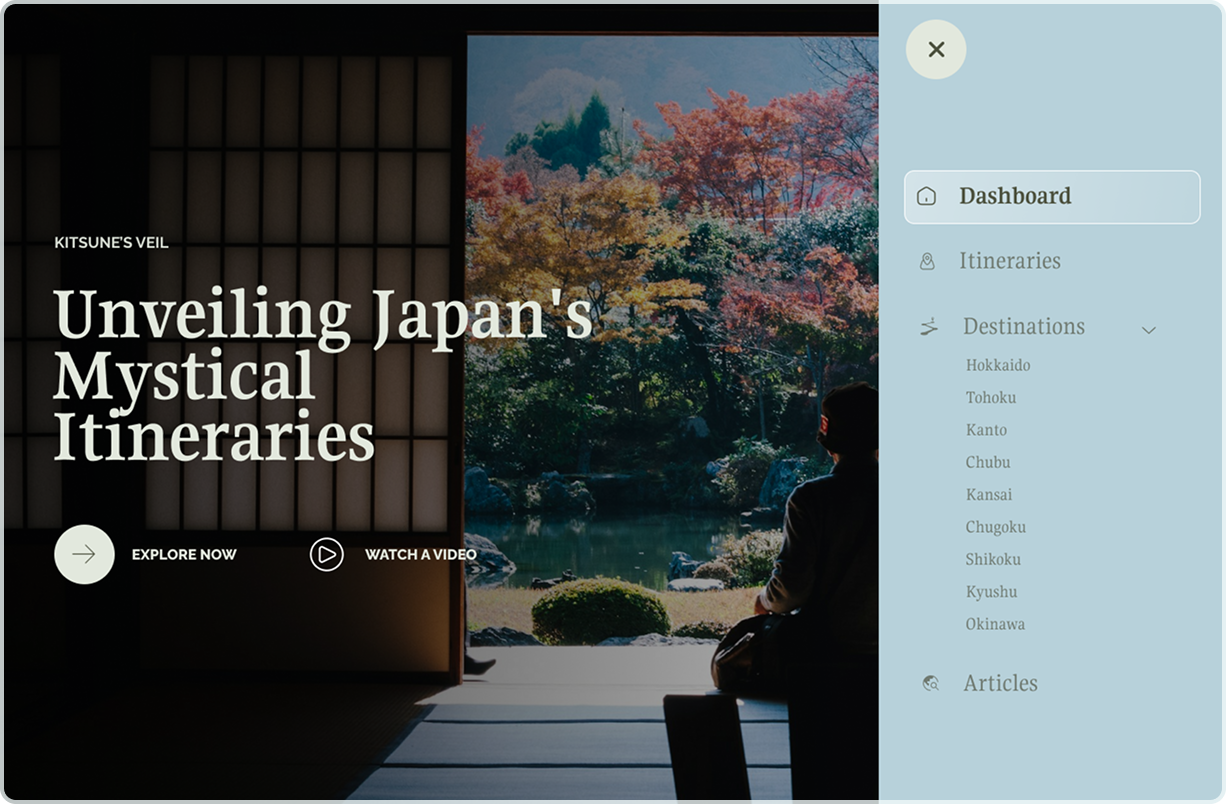 KITSUNE'S VEIL
Unveiling Japan's
Mystical
Itineraries
EXPLORE NOW
WATCH A VIDEO
Dashboard
Itineraries
Destinations
Hokkaido
Tohoku
Kanto
Chubu
Kansai
Chugoku
Shikoku
Kyushu
Okinawa
Articles